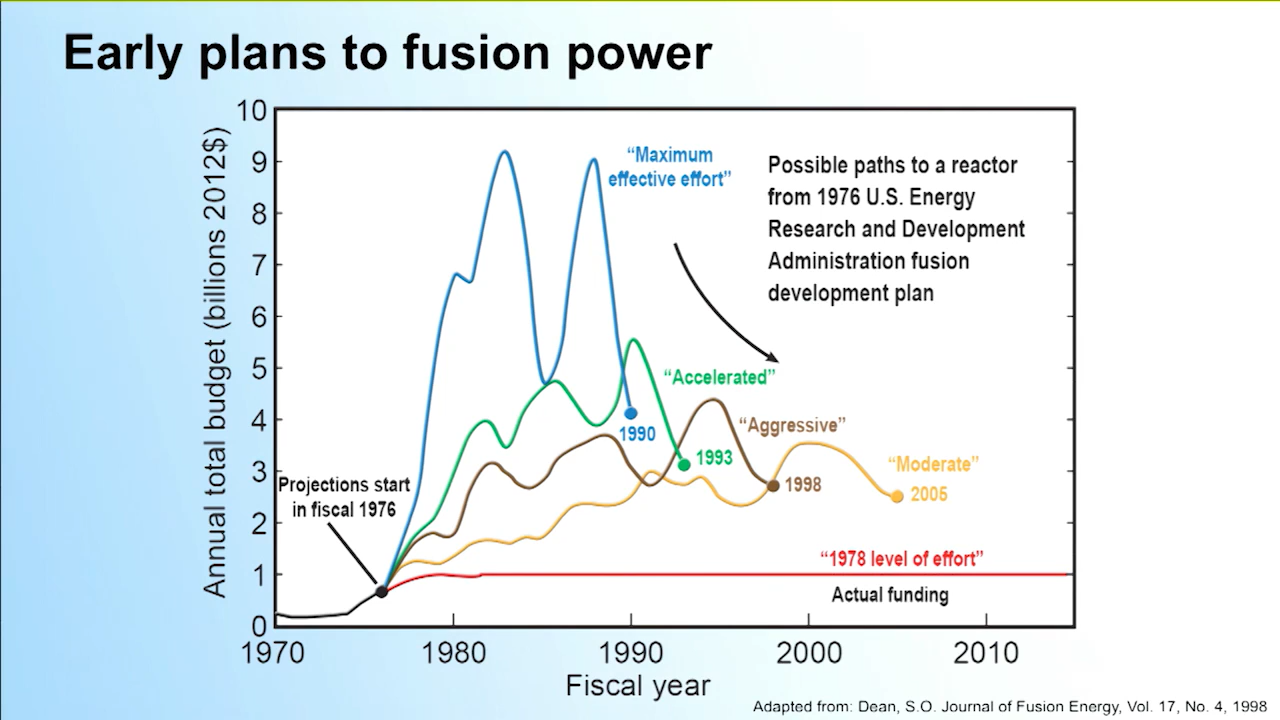 Early plans to fusion power
10
9
8
7
6
5
4
3
2
1
0
Annual total budget (billions 2012$)
1970
1980
1990
2000
2010
Fiscal year
“Maximum
effective effort”
Possible paths to a reactor
from 1976 U.S. Energy
Research and Development
Administration fusion
development plan
“Accelerated”
“Aggressive”
1990
1993
“Moderate”
1998
2005
Projections start
in fiscal 1976
“1978 level of effort”
Actual funding
Adapted from: Dean, S.O. Journal of Fusion Energy, Vol. 17, No. 4, 1998